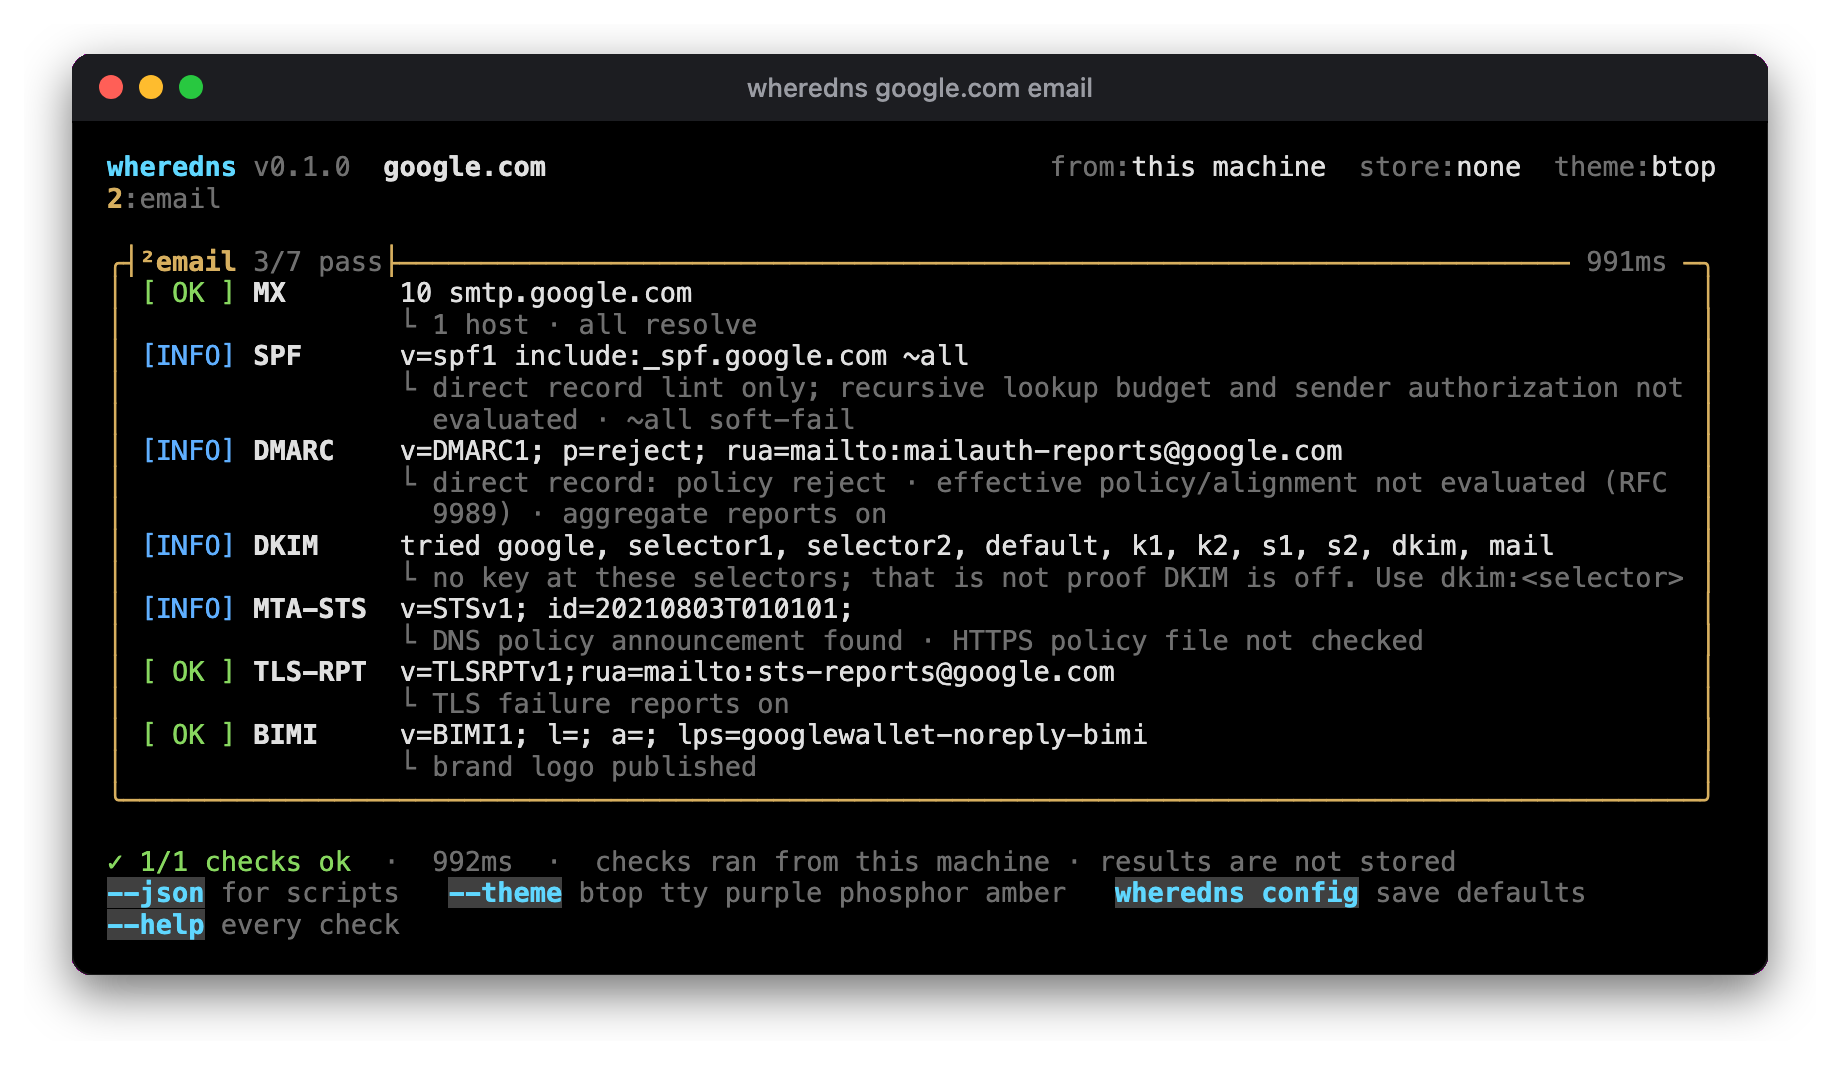 wheredns google.com email
wheredns v0.1.0 google.com from:this machine store:none theme:btop
2:email
²email 3/7 pass 991ms
[ OK ] MX 10 smtp.google.com
└ 1 host · all resolve
[INFO] SPF v=spf1 include:_spf.google.com ~all
└ direct record lint only; recursive lookup budget and sender authorization not
evaluated · ~all soft-fail
[INFO] DMARC v=DMARC1; p=reject; rua=mailto:mailauth-reports@google.com
└ direct record: policy reject · effective policy/alignment not evaluated (RFC
9989) · aggregate reports on
[INFO] DKIM tried google, selector1, selector2, default, k1, k2, s1, s2, dkim, mail
└ no key at these selectors; that is not proof DKIM is off. Use dkim:<selector>
[INFO] MTA-STS v=STSv1; id=20210803T010101;
└ DNS policy announcement found · HTTPS policy file not checked
[ OK ] TLS-RPT v=TLSRPTv1;rua=mailto:sts-reports@google.com
└ TLS failure reports on
[ OK ] BIMI v=BIMI1; l=; a=; lps=googlewallet-noreply-bimi
└ brand logo published
✓ 1/1 checks ok · 992ms · checks ran from this machine · results are not stored
--json for scripts --theme btop tty purple phosphor amber wheredns config save defaults
--help every check